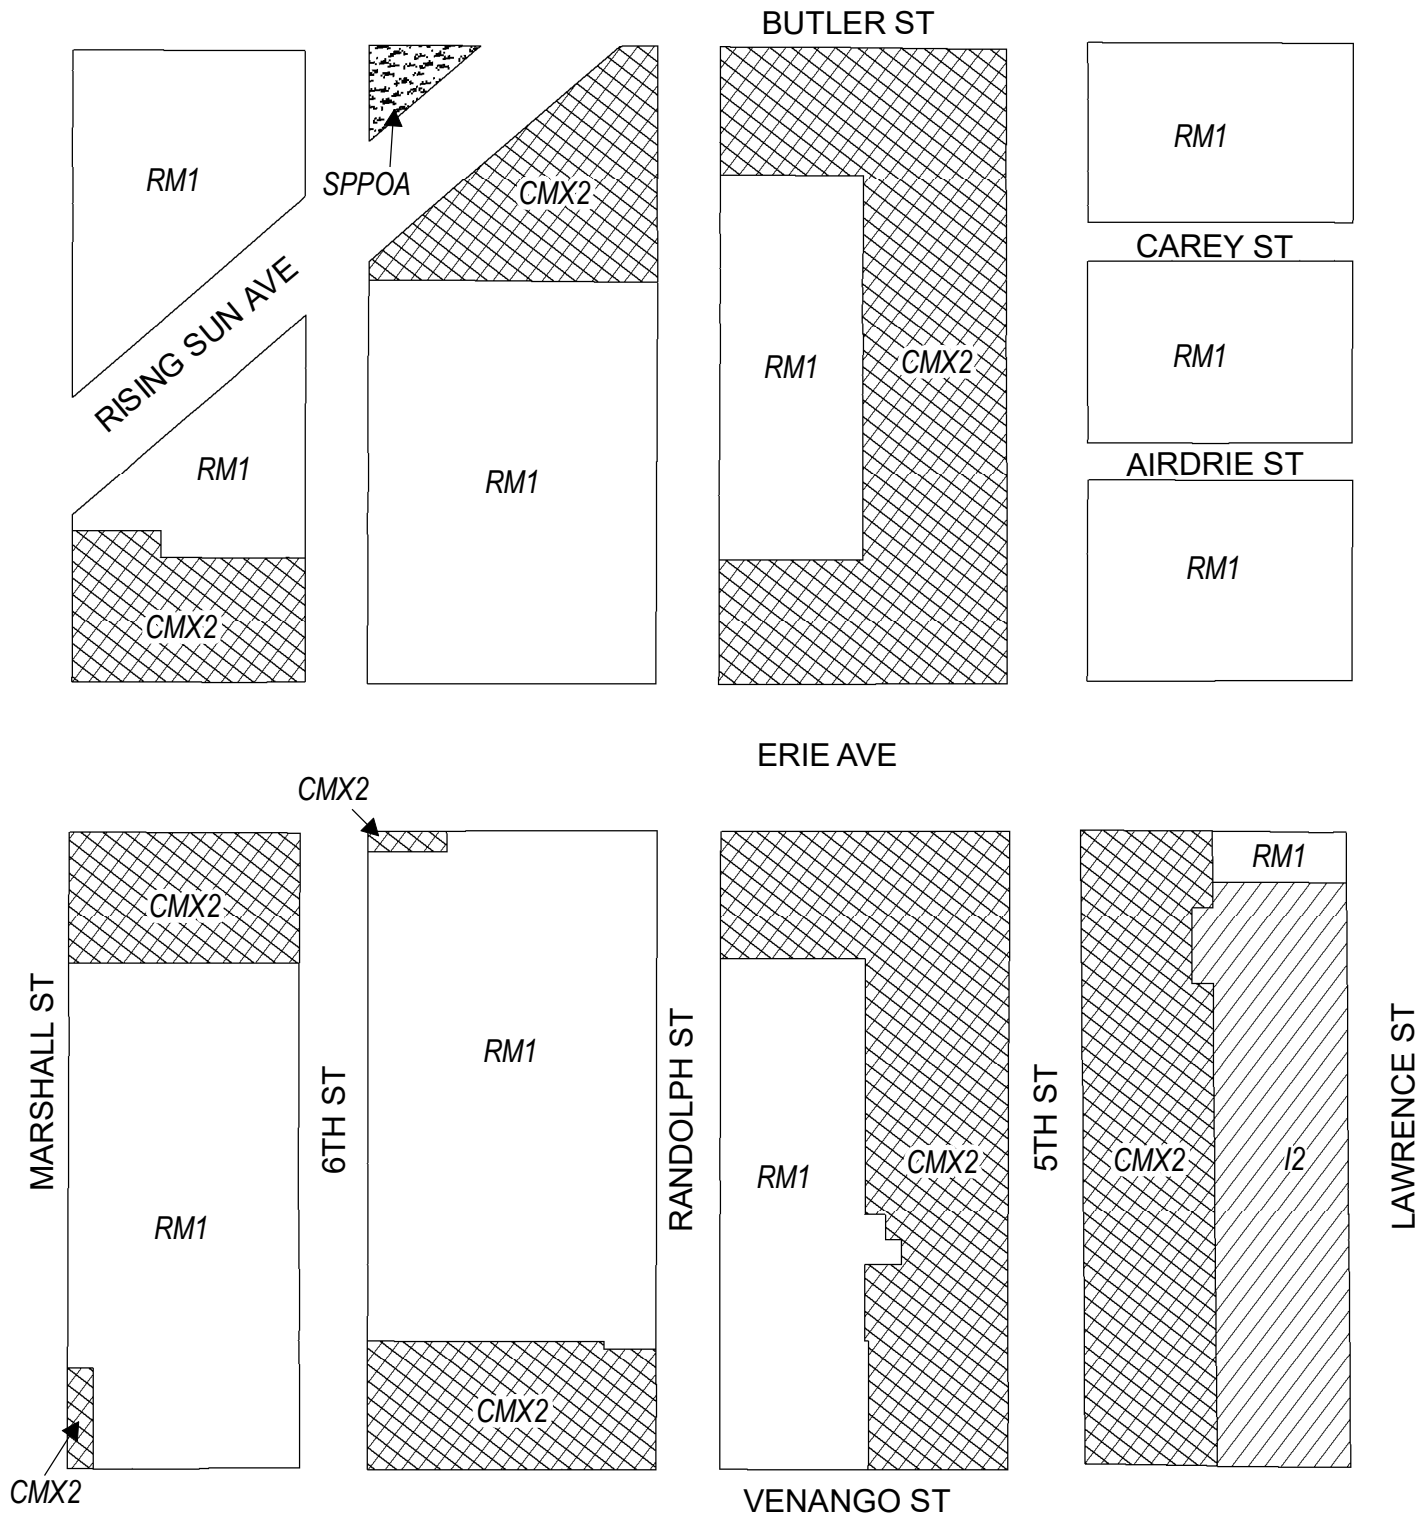 BUTLER ST
RM1
SPPOA
CMX2
RM1
CAREY ST
RISING SUN AVE
RM1
CMX2
RM1
RM1
RM1
AIRDRIE ST
RM1
CMX2
ERIE AVE
CMX2
CMX2
RM1
MARSHALL ST
RM1
6TH ST
RM1
RANDOLPH ST
RM1
CMX2
5TH ST
CMX2
I2
LAWRENCE ST
CMX2
CMX2
VENANGO ST